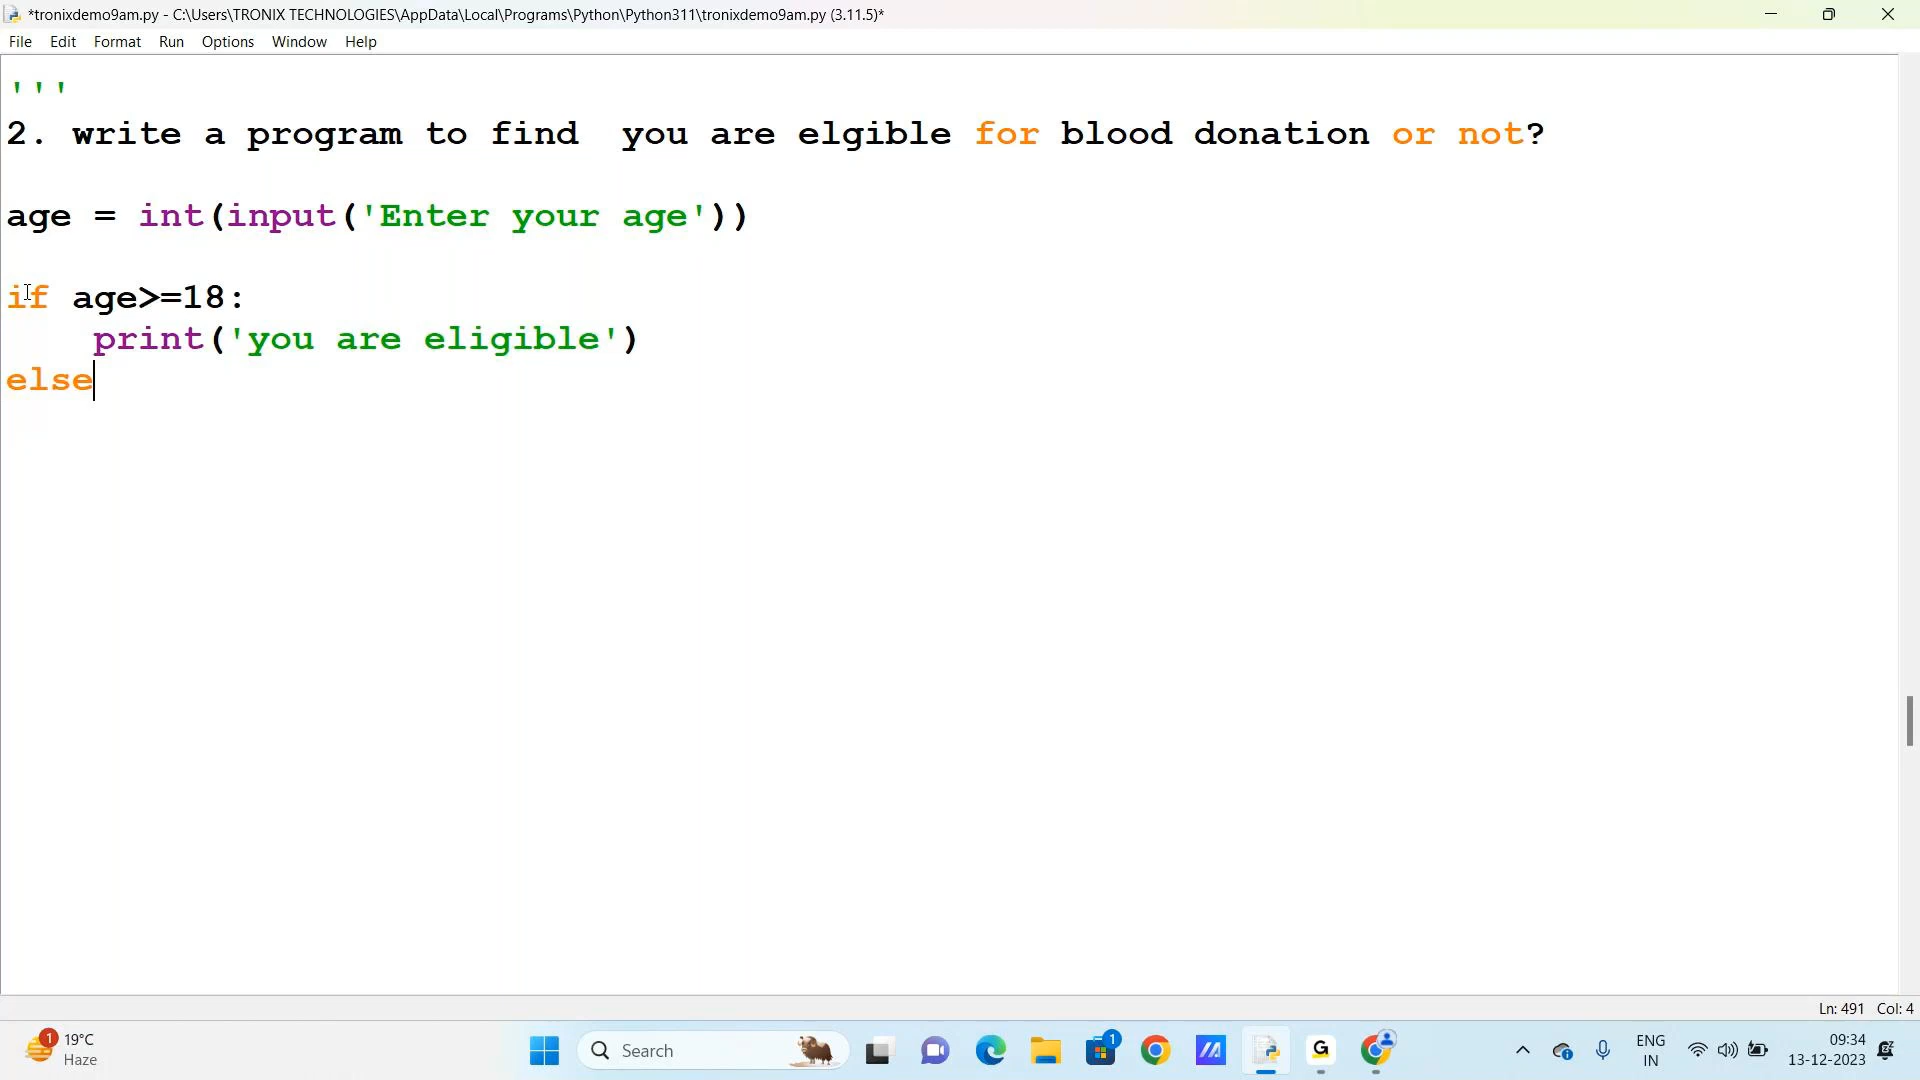 *tronixdemo9am.py - C:\Users\TRONIX TECHNOLOGIES\AppData\Local\Programs\Python\Python311\tronixdemo9am.py (3.11.5)*
File Edit Format Run Options Window Help
'''
2. write a program to find  you are elgible for blood donation or not?
age = int(input('Enter your age'))
if age>=18:
    print('you are eligible')
else
Ln: 491 Col: 4
1
19°C
Haze
Search
1
G
ENG
IN
09:34
13-12-2023